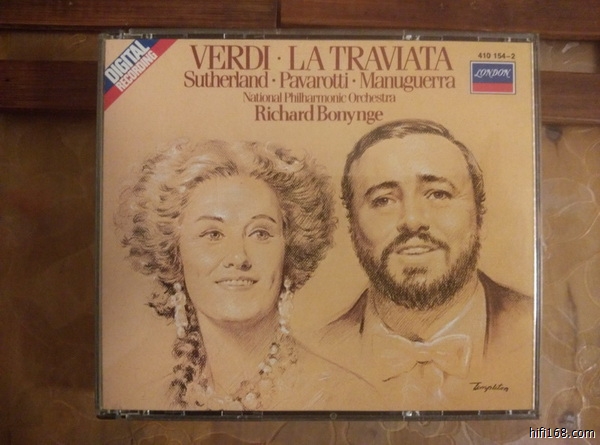 DIGITAL
RECORDING
VERDI · LA TRAVIATA
410 154-2
Sutherland · Pavarotti · Manuguerra
LONDON
National Philharmonic Orchestra
Richard Bonynge
Templeton
hifi168.com